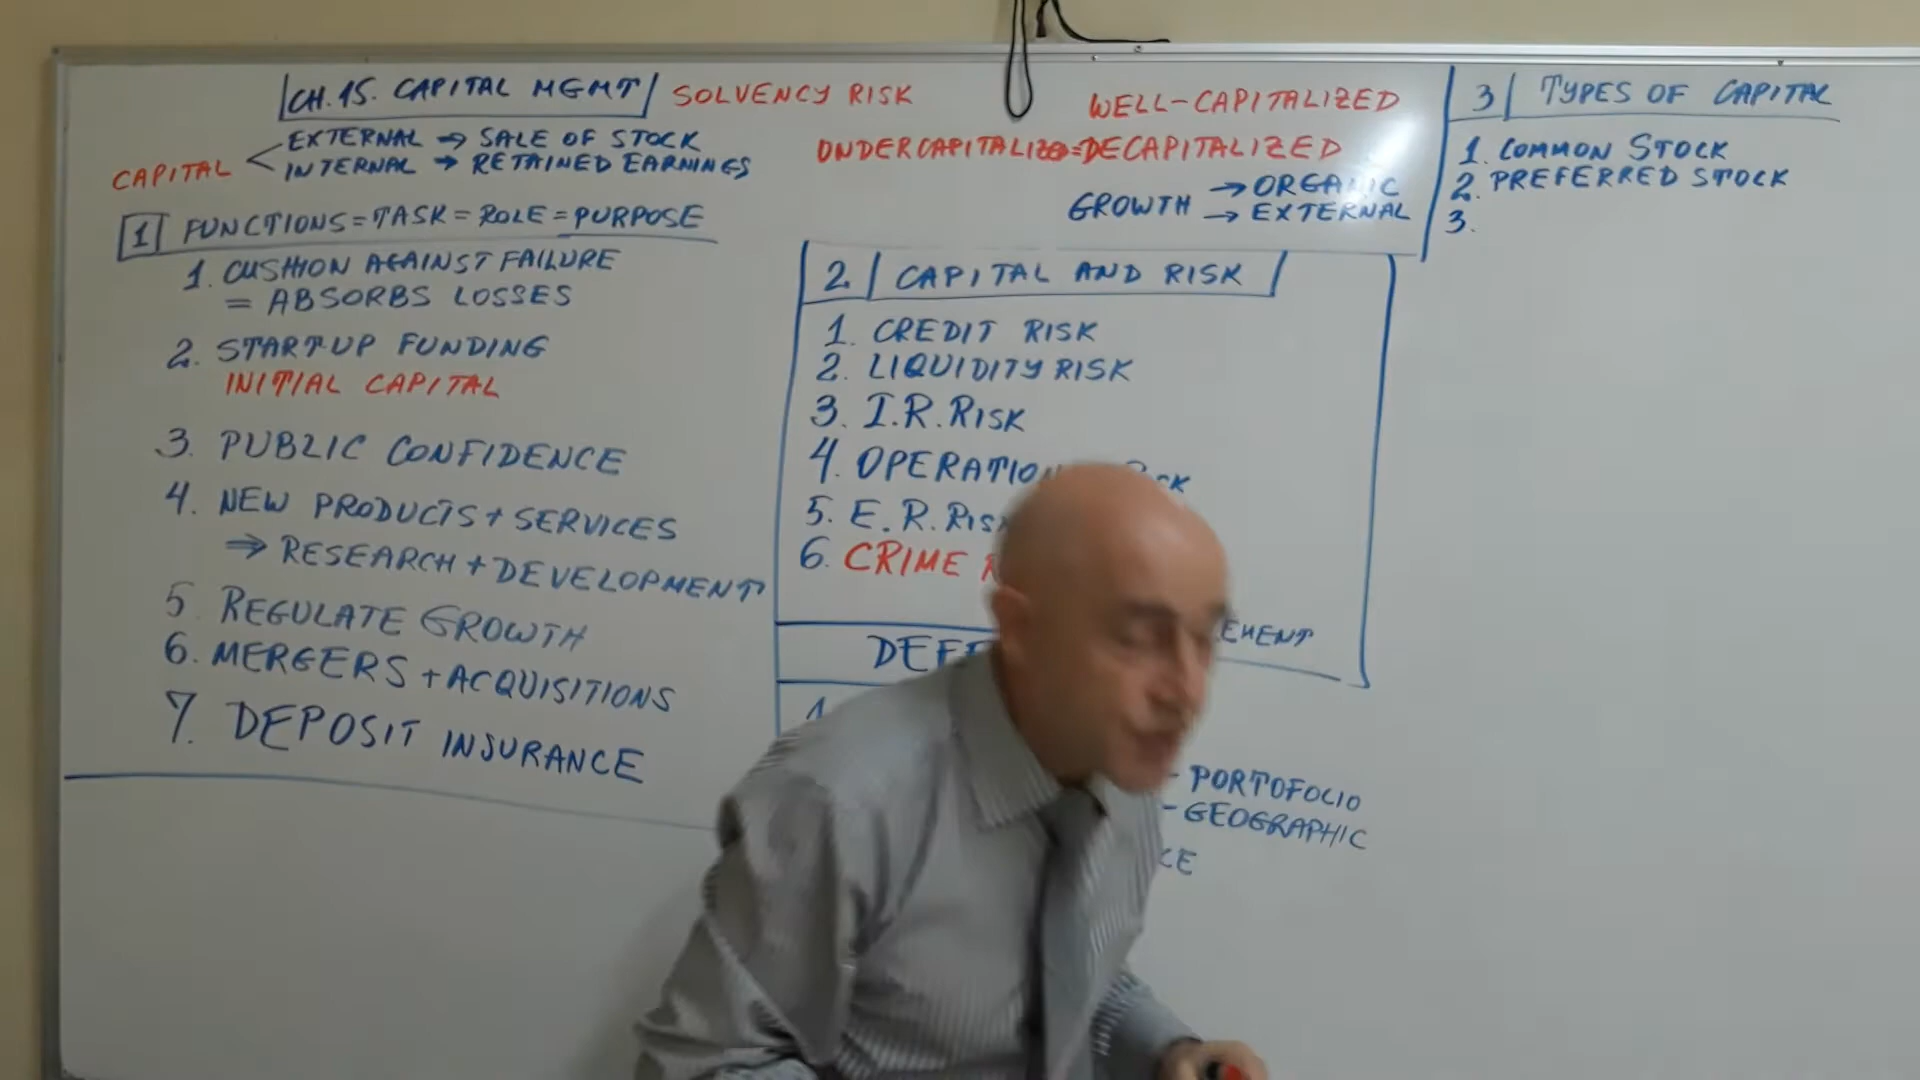 CH.15. CAPITAL MGMT SOLVENCY RISK
CAPITAL
EXTERNAL → SALE OF STOCK
INTERNAL → RETAINED EARNINGS
WELL-CAPITALIZED
UNDERCAPITALIZED=DECAPITALIZED
GROWTH → ORGANIC
→ EXTERNAL
1 FUNCTIONS = TASK = ROLE = PURPOSE
1. CUSHION AGAINST FAILURE
= ABSORBS LOSSES
2. START-UP FUNDING
INITIAL CAPITAL
3. PUBLIC CONFIDENCE
4. NEW PRODUCTS + SERVICES
⇒ RESEARCH + DEVELOPMENT
5 REGULATE GROWTH
6. MERGERS + ACQUISITIONS
7. DEPOSIT INSURANCE
2 CAPITAL AND RISK
1. CREDIT RISK
2. LIQUIDITY RISK
3. I.R. RISK
4. 
5. E.R. RISK
6. CRIME
1
- PORTOFOLIO
- GEOGRAPHIC
3 TYPES OF CAPITAL
1. COMMON STOCK
2. PREFERRED STOCK
3.